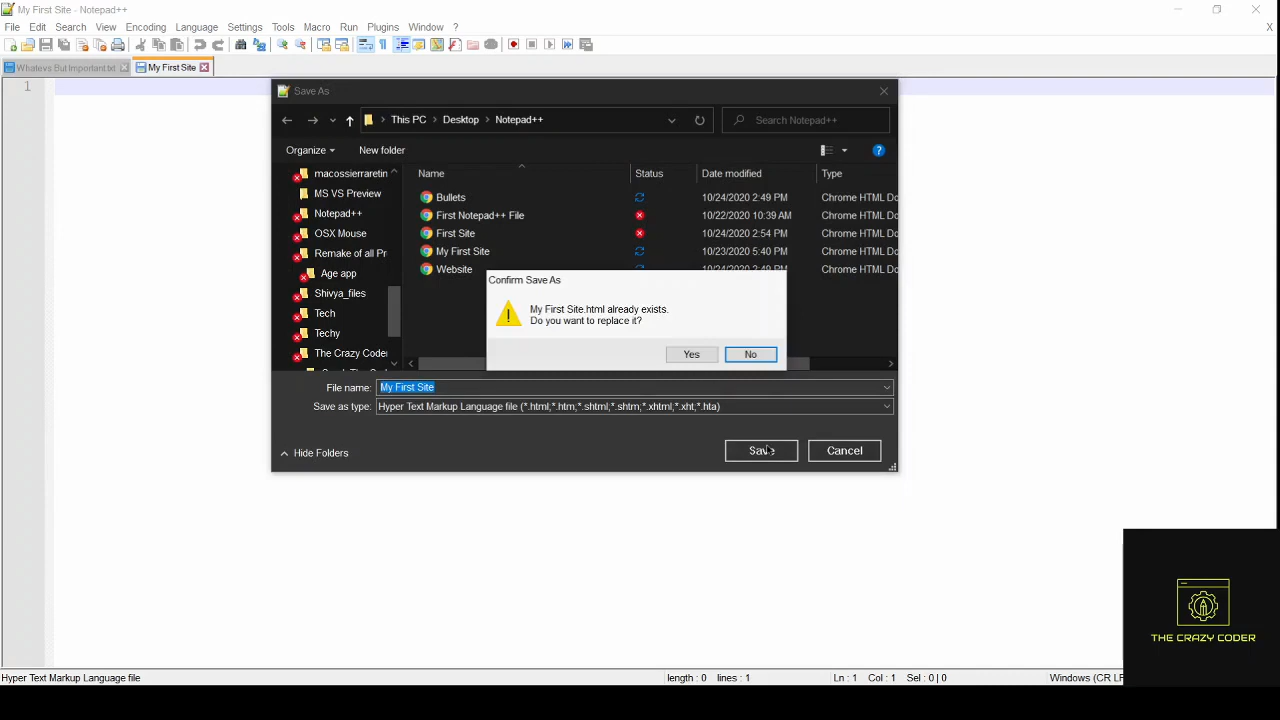 My First Site - Notepad++
File Edit Search View Encoding Language Settings Tools Macro Run Plugins Window ? X
Whatevs But Important.txt My First Site
1
Save As
This PC Desktop Notepad++ Search Notepad++
Organize New folder
Name Status Date modified Type
macossierraretin
MS VS Preview
Notepad++
OSX Mouse
Remake of all Pr
Age app
Shivya_files
Tech
Techy
The Crazy Coder
Bullets 10/24/2020 2:49 PM Chrome HTML Do
First Notepad++ File 10/22/2020 10:39 AM Chrome HTML Do
First Site 10/24/2020 2:54 PM Chrome HTML Do
My First Site 10/23/2020 5:40 PM Chrome HTML Do
Website 10/24/2020 2:49 PM Chrome HTML Do
Confirm Save As
My First Site.html already exists.
Do you want to replace it?
Yes No
File name: My First Site
Save as type: Hyper Text Markup Language file (*.html;*.htm;*.shtml;*.shtm;*.xhtml;*.xht;*.hta)
Hide Folders Save Cancel
THE CRAZY CODER
Hyper Text Markup Language file length : 0 lines : 1 Ln : 1 Col : 1 Sel : 0 | 0 Windows (CR LF